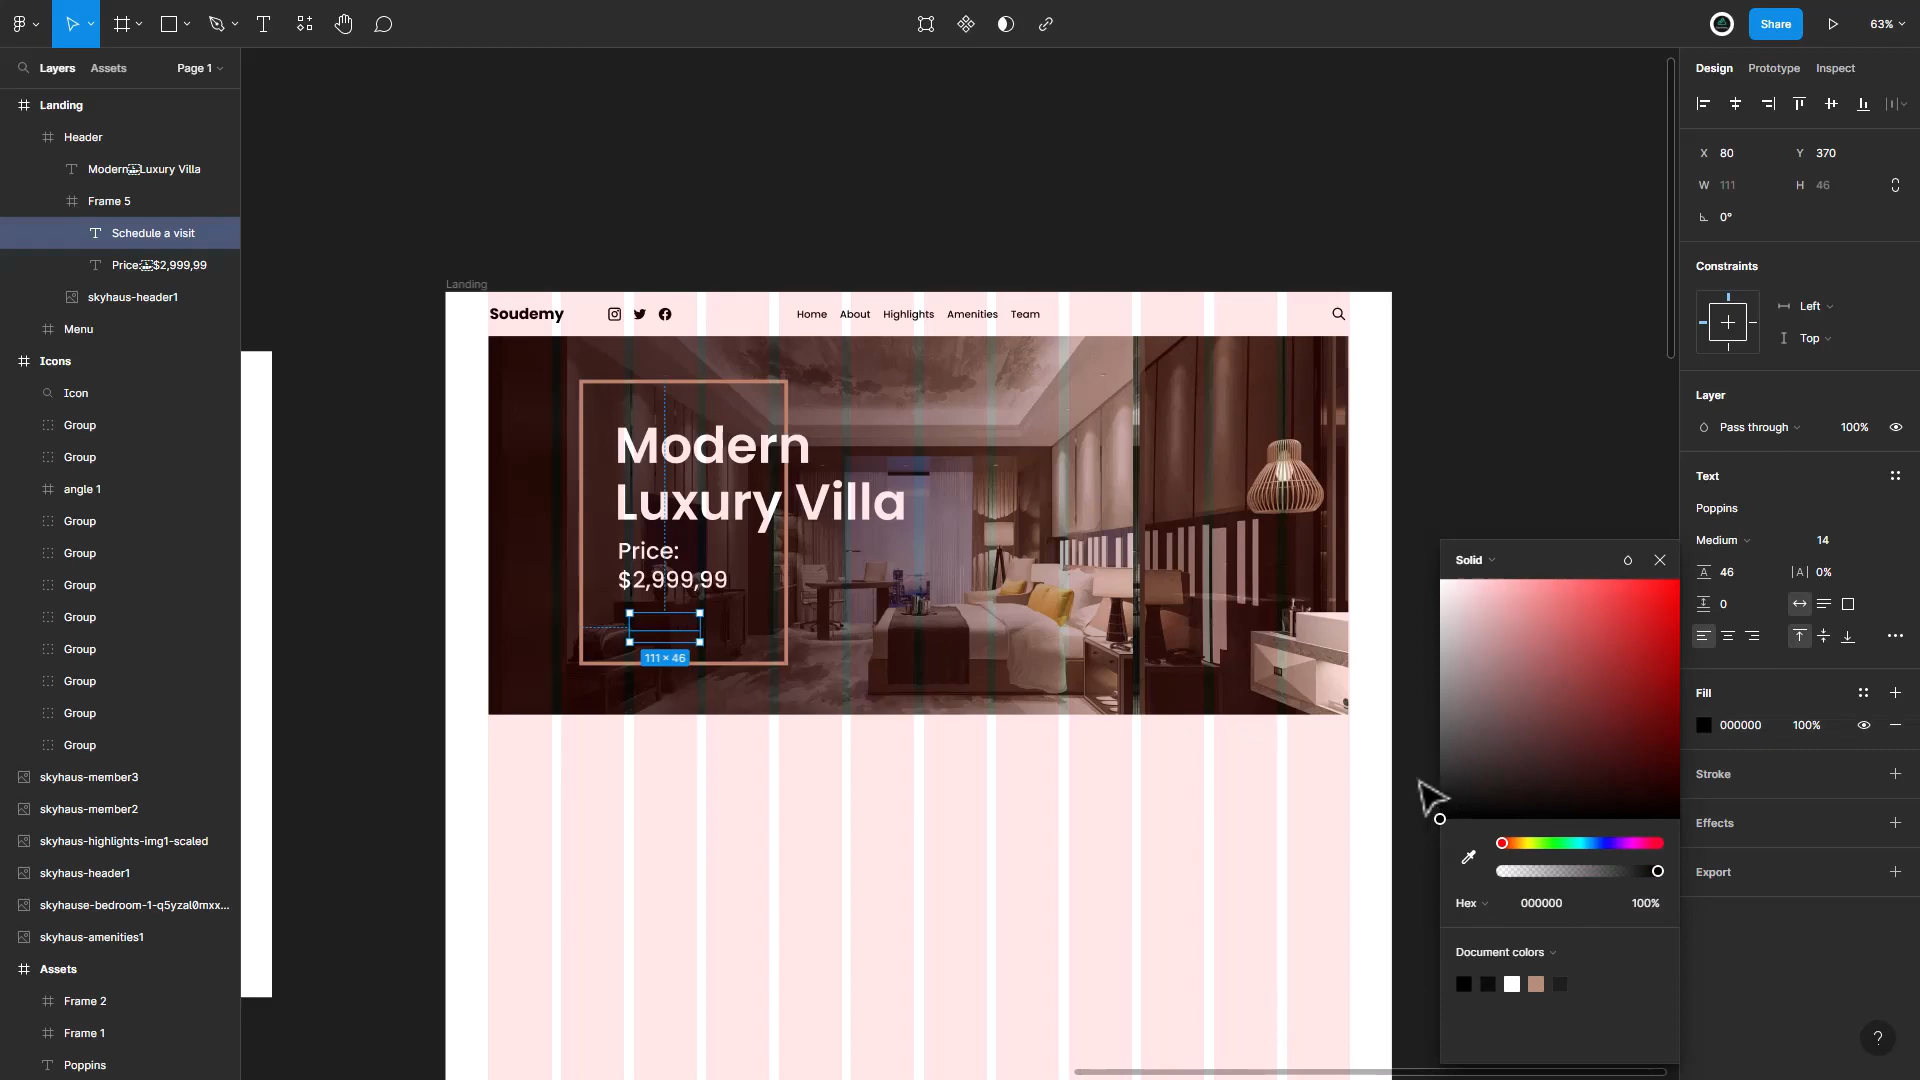 Share
63%
Layers
Assets
Page 1
Landing
Header
Modern Luxury Villa
Frame 5
Schedule a visit
Price: $2,999,99
skyhaus-header1
Menu
Icons
Icon
Group
Group
angle 1
Group
Group
Group
Group
Group
Group
Group
Group
skyhaus-member3
skyhaus-member2
skyhaus-highlights-img1-scaled
skyhaus-header1
skyhause-bedroom-1-q5yzal0mxx...
skyhaus-amenities1
Assets
Frame 2
Frame 1
Poppins
Landing
Soudemy
Home
About
Highlights
Amenities
Team
Modern
Luxury Villa
Price:
$2,999,99
111 × 46
Solid
Hex
000000
100%
Document colors
Design
Prototype
Inspect
X 80
Y 370
W 111
H 46
0°
Constraints
Left
Top
Layer
Pass through
100%
Text
Poppins
Medium
14
46
0%
0
Fill
000000
100%
Stroke
Effects
Export
?